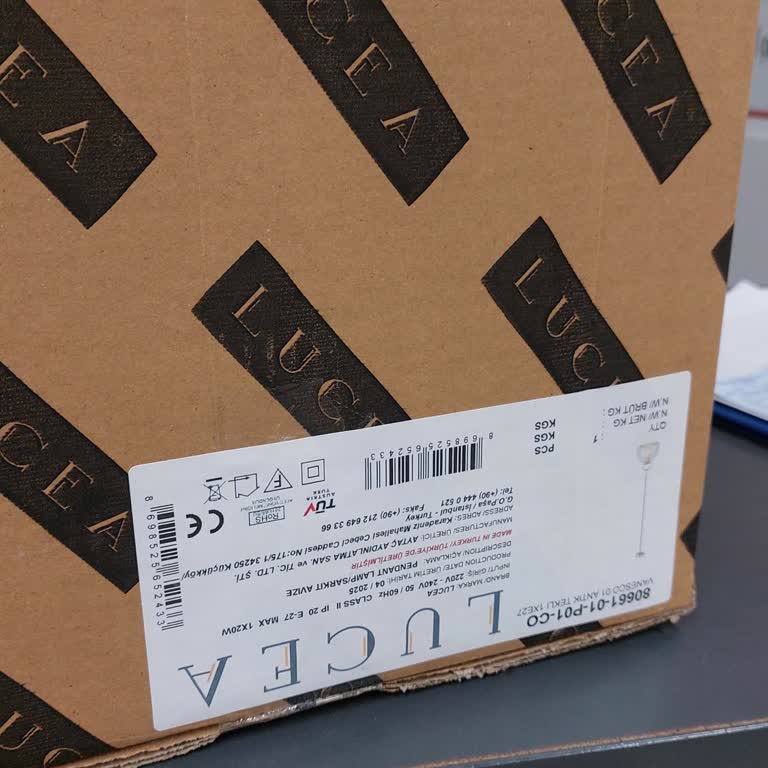 LUCEA
LUCEA
LUCEA
LUCEA
LUCEA
LUCEA
LUCEA
80661-01-P01-CO
VANESCO 01 ANTIK TEKLI 1XE27
BRAND/ MARKA: LUCEA
INPUT/ GİRİŞ: 220V - 240V 50 / 60Hz CLASS II IP 20 E-27 MAX 1X20W
PRODUCTION DATE/ ÜRETİM TARİHİ: 04 / 2025
DESCRIPTION/ AÇIKLAMA: PENDANT LAMP/SARKIT AVİZE
MADE IN TURKEY/ TÜRKİYE'DE ÜRETİLMİŞTİR
MANUFACTURER/ ÜRETİCİ: AYTAÇ AYDINLATMA SAN. ve TİC. LTD. ŞTİ.
ADRESS/ ADRES: Karadeniz Mahallesi Cebeci Caddesi No:175/1 34250 Küçükköy/
G.O.Paşa / Istanbul - Turkey
Tel: (+90) 444 0 521 Faks: (+90) 212 649 33 66
CE
RoHS
TÜV
AUSTRIA
TURK
F
8 698525 652433
8 698525 652433
QTY : 1 PCS
N.W/ NET KG : KGS
N.W/ BRÜT KG : KGS